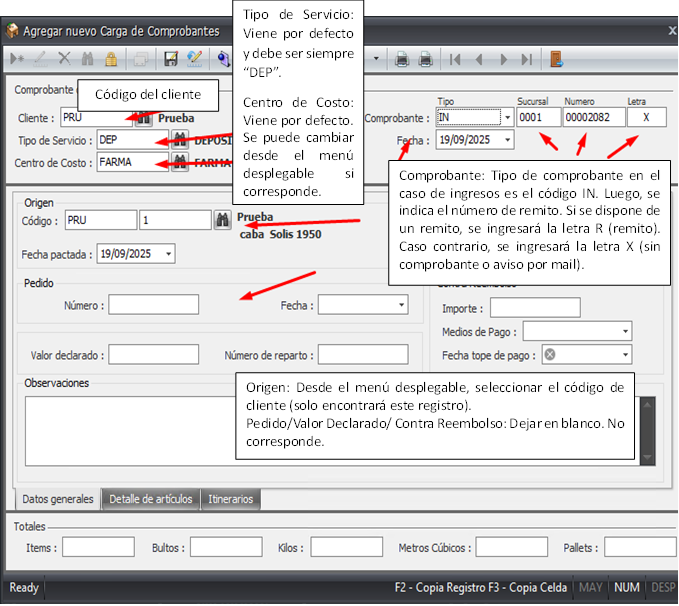 Agregar nuevo Carga de Comprobantes
Tipo de Servicio:
Viene por defecto
y debe ser siempre
“DEP”.
Centro de Costo:
Viene por defecto.
Se puede cambiar
desde el menú
desplegable si
corresponde.
Comprobante
Código del cliente
Cliente : PRU Prueba
Tipo de Servicio : DEP DEPOSI
Centro de Costo : FARMA FARMA
Tipo Sucursal Numero Letra
Comprobante : IN 0001 00002082 X
Fecha : 19/09/2025
Comprobante: Tipo de comprobante en el
caso de ingresos es el código IN. Luego, se
indica el número de remito. Si se dispone de
un remito, se ingresará la letra R (remito).
Caso contrario, se ingresará la letra X (sin
comprobante o aviso por mail).
Origen
Código : PRU 1 Prueba
caba Solis 1950
Fecha pactada : 19/09/2025
Pedido
Número : Fecha :
Importe :
Medios de Pago :
Fecha tope de pago :
Valor declarado : Número de reparto :
Observaciones
Origen: Desde el menú desplegable, seleccionar el código de
cliente (solo encontrará este registro).
Pedido/Valor Declarado/ Contra Reembolso: Dejar en blanco. No
corresponde.
Datos generales Detalle de artículos Itinerarios
Totales
Items : Bultos : Kilos : Metros Cúbicos : Pallets :
Ready F2 - Copia Registro F3 - Copia Celda MAY NUM DESP